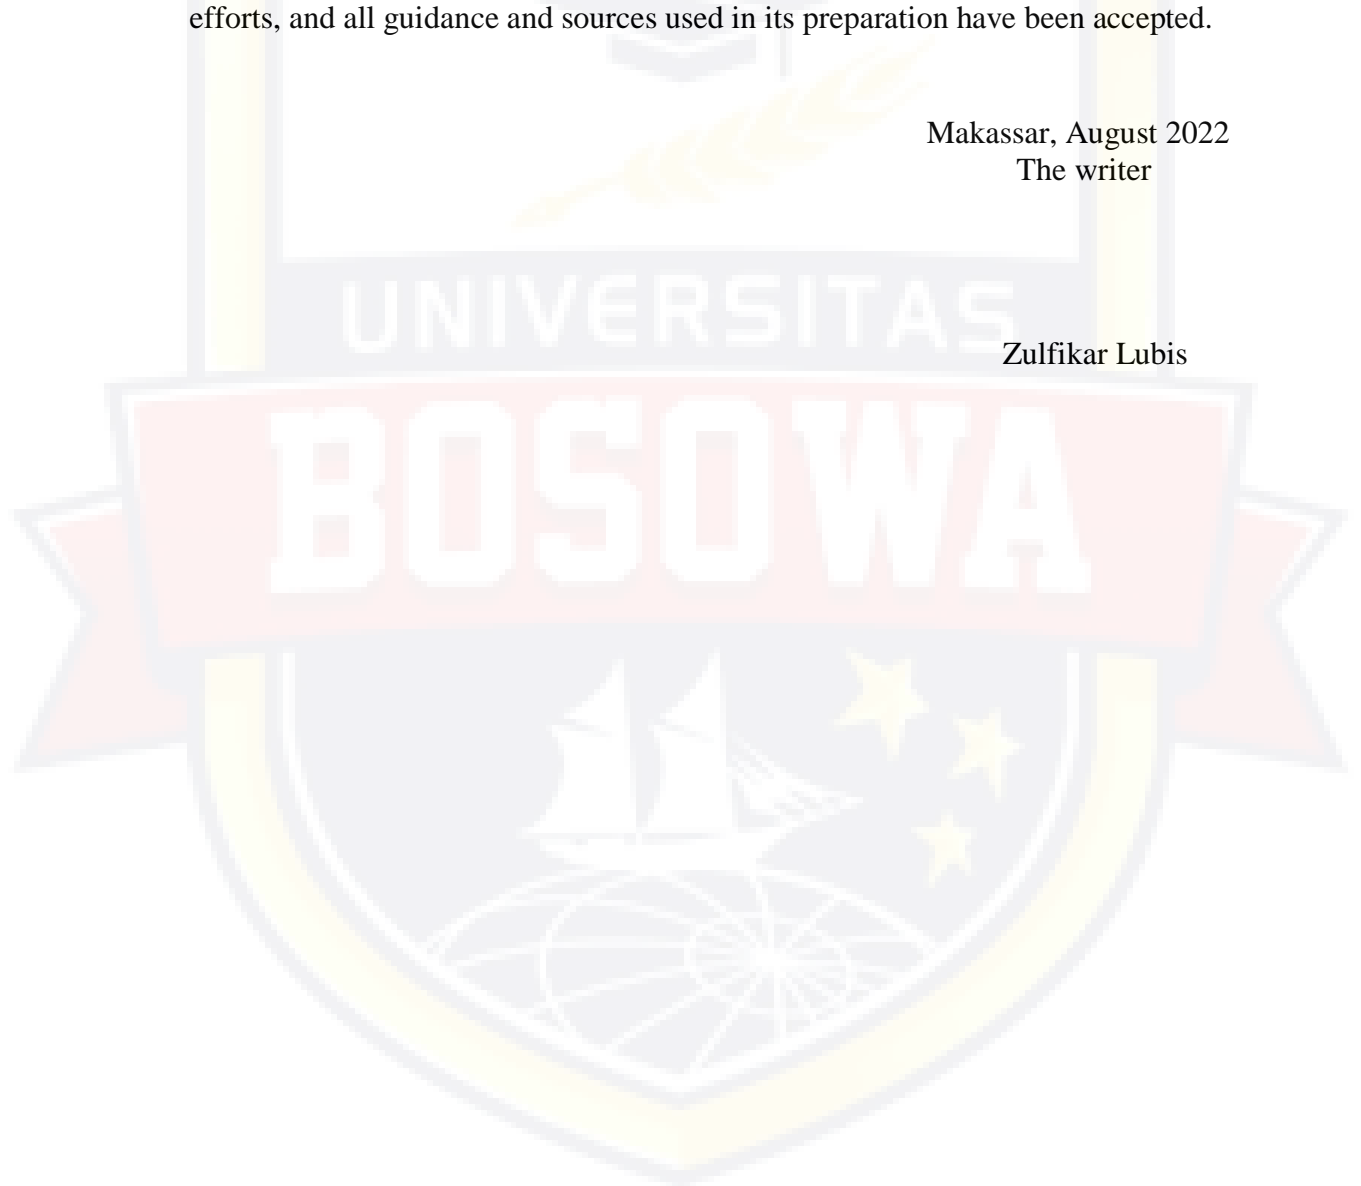 efforts, and all guidance and sources used in its preparation have been accepted.
Makassar, August 2022
The writer
UNIVERSITAS
Zulfikar Lubis
BOSOWA